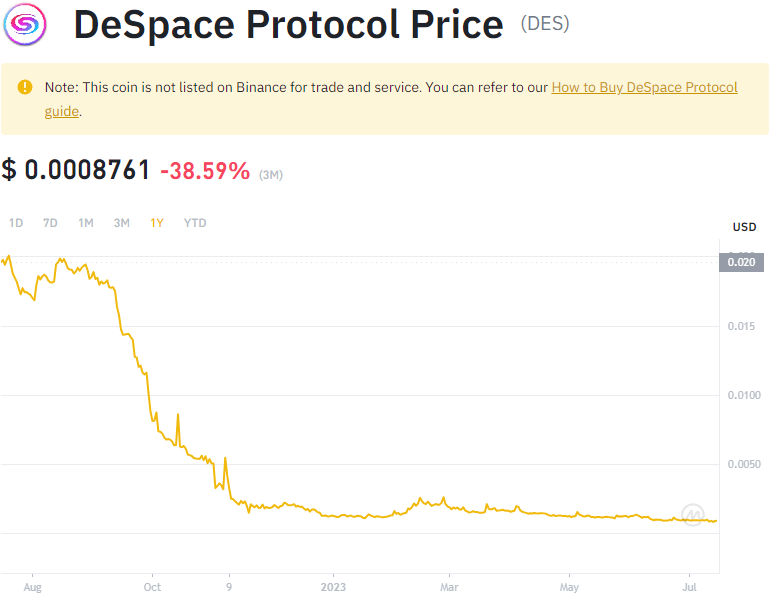 DeSpace Protocol Price (DES)
Note: This coin is not listed on Binance for trade and service. You can refer to our How to Buy DeSpace Protocol
guide.
$ 0.0008761 -38.59% (3M)
1D 7D 1M 3M 1Y YTD
USD
0.020
0.015
0.0100
0.0050
Aug Oct 9 2023 Mar May Jul